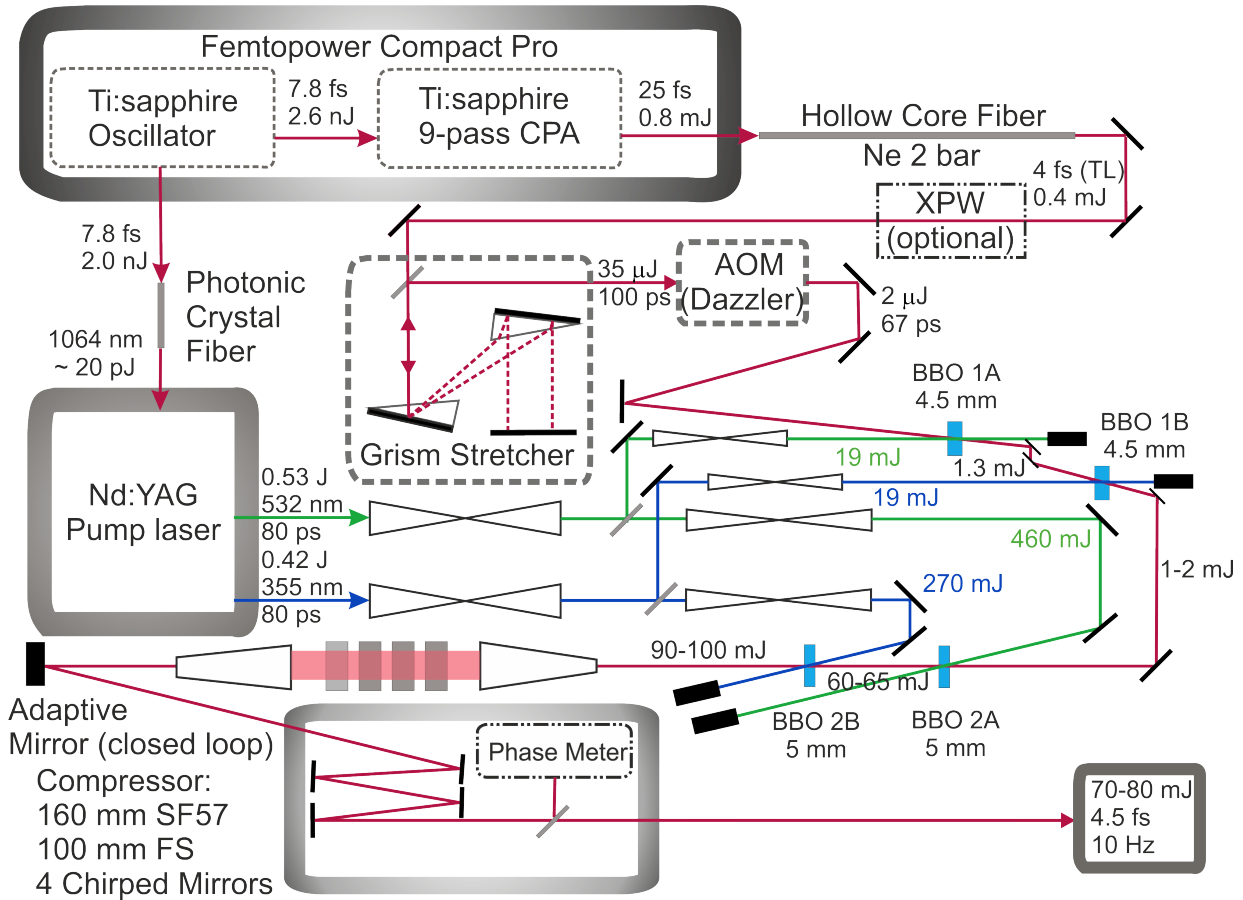 Femtopower Compact Pro
Ti:sapphire
Oscillator
7.8 fs
2.6 nJ
Ti:sapphire
9-pass CPA
25 fs
0.8 mJ
Hollow Core Fiber
Ne 2 bar
4 fs (TL)
0.4 mJ
XPW
(optional)
7.8 fs
2.0 nJ
Photonic
Crystal
Fiber
1064 nm
~ 20 pJ
35 µJ
100 ps
AOM
(Dazzler)
2 µJ
67 ps
Grism Stretcher
BBO 1A
4.5 mm
BBO 1B
4.5 mm
19 mJ
1.3 mJ
19 mJ
Nd:YAG
Pump laser
0.53 J
532 nm
80 ps
0.42 J
355 nm
80 ps
460 mJ
270 mJ
1-2 mJ
90-100 mJ
60-65 mJ
BBO 2B
5 mm
BBO 2A
5 mm
Adaptive
Mirror (closed loop)
Compressor:
160 mm SF57
100 mm FS
4 Chirped Mirrors
Phase Meter
70-80 mJ
4.5 fs
10 Hz